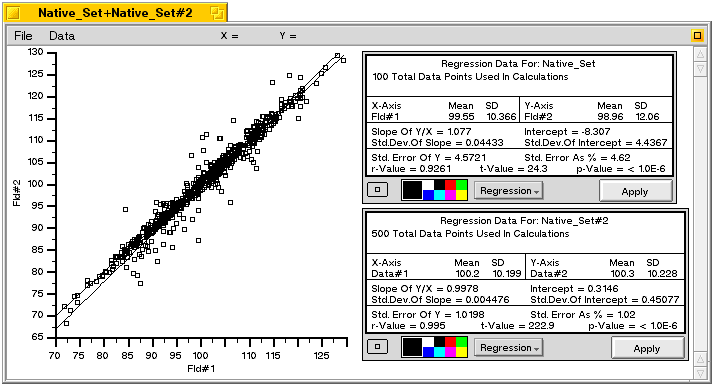 Native_Set+Native_Set#2
File Data X = Y =
130
125
120
115
110
105
100
95
90
85
80
75
70
65
Fld#2
70 75 80 85 90 95 100 105 110 115 120 125
Fld#1
Regression Data For: Native_Set
100 Total Data Points Used In Calculations
X-Axis Mean SD Y-Axis Mean SD
Fld#1 99.55 10.366 Fld#2 98.96 12.06
Slope Of Y/X = 1.077 Intercept = -8.307
Std.Dev.Of Slope = 0.04433 Std.Dev.Of Intercept = 4.4367
Std. Error Of Y = 4.5721 Std. Error As % = 4.62
r-Value = 0.9261 t-Value = 24.3 p-Value = < 1.0E-6
Regression Apply
Regression Data For: Native_Set#2
500 Total Data Points Used In Calculations
X-Axis Mean SD Y-Axis Mean SD
Data#1 100.2 10.199 Data#2 100.3 10.228
Slope Of Y/X = 0.9978 Intercept = 0.3146
Std.Dev.Of Slope = 0.004476 Std.Dev.Of Intercept = 0.45077
Std. Error Of Y = 1.0198 Std. Error As % = 1.02
r-Value = 0.995 t-Value = 222.9 p-Value = < 1.0E-6
Regression Apply